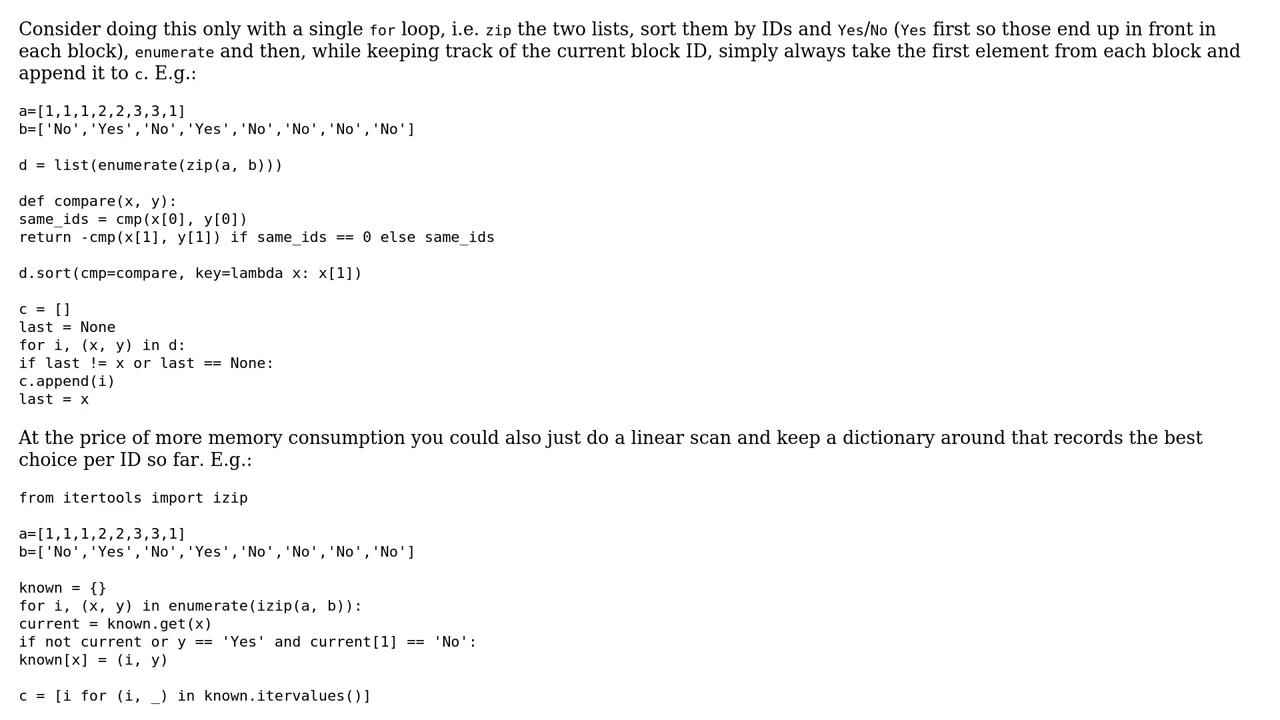 Consider doing this only with a single for loop, i.e. zip the two lists, sort them by IDs and Yes/No (Yes first so those end up in front in
each block), enumerate and then, while keeping track of the current block ID, simply always take the first element from each block and
append it to c. E.g.:
a=[1,1,1,2,2,3,3,1]
b=['No','Yes','No','Yes','No','No','No','No']
d = list(enumerate(zip(a, b)))
def compare(x, y):
same_ids = cmp(x[0], y[0])
return -cmp(x[1], y[1]) if same_ids == 0 else same_ids
d.sort(cmp=compare, key=lambda x: x[1])
c = []
last = None
for i, (x, y) in d:
if last != x or last == None:
c.append(i)
last = x
At the price of more memory consumption you could also just do a linear scan and keep a dictionary around that records the best
choice per ID so far. E.g.:
from itertools import izip
a=[1,1,1,2,2,3,3,1]
b=['No','Yes','No','Yes','No','No','No','No']
known = {}
for i, (x, y) in enumerate(izip(a, b)):
current = known.get(x)
if not current or y == 'Yes' and current[1] == 'No':
known[x] = (i, y)
c = [i for (i, _) in known.itervalues()]